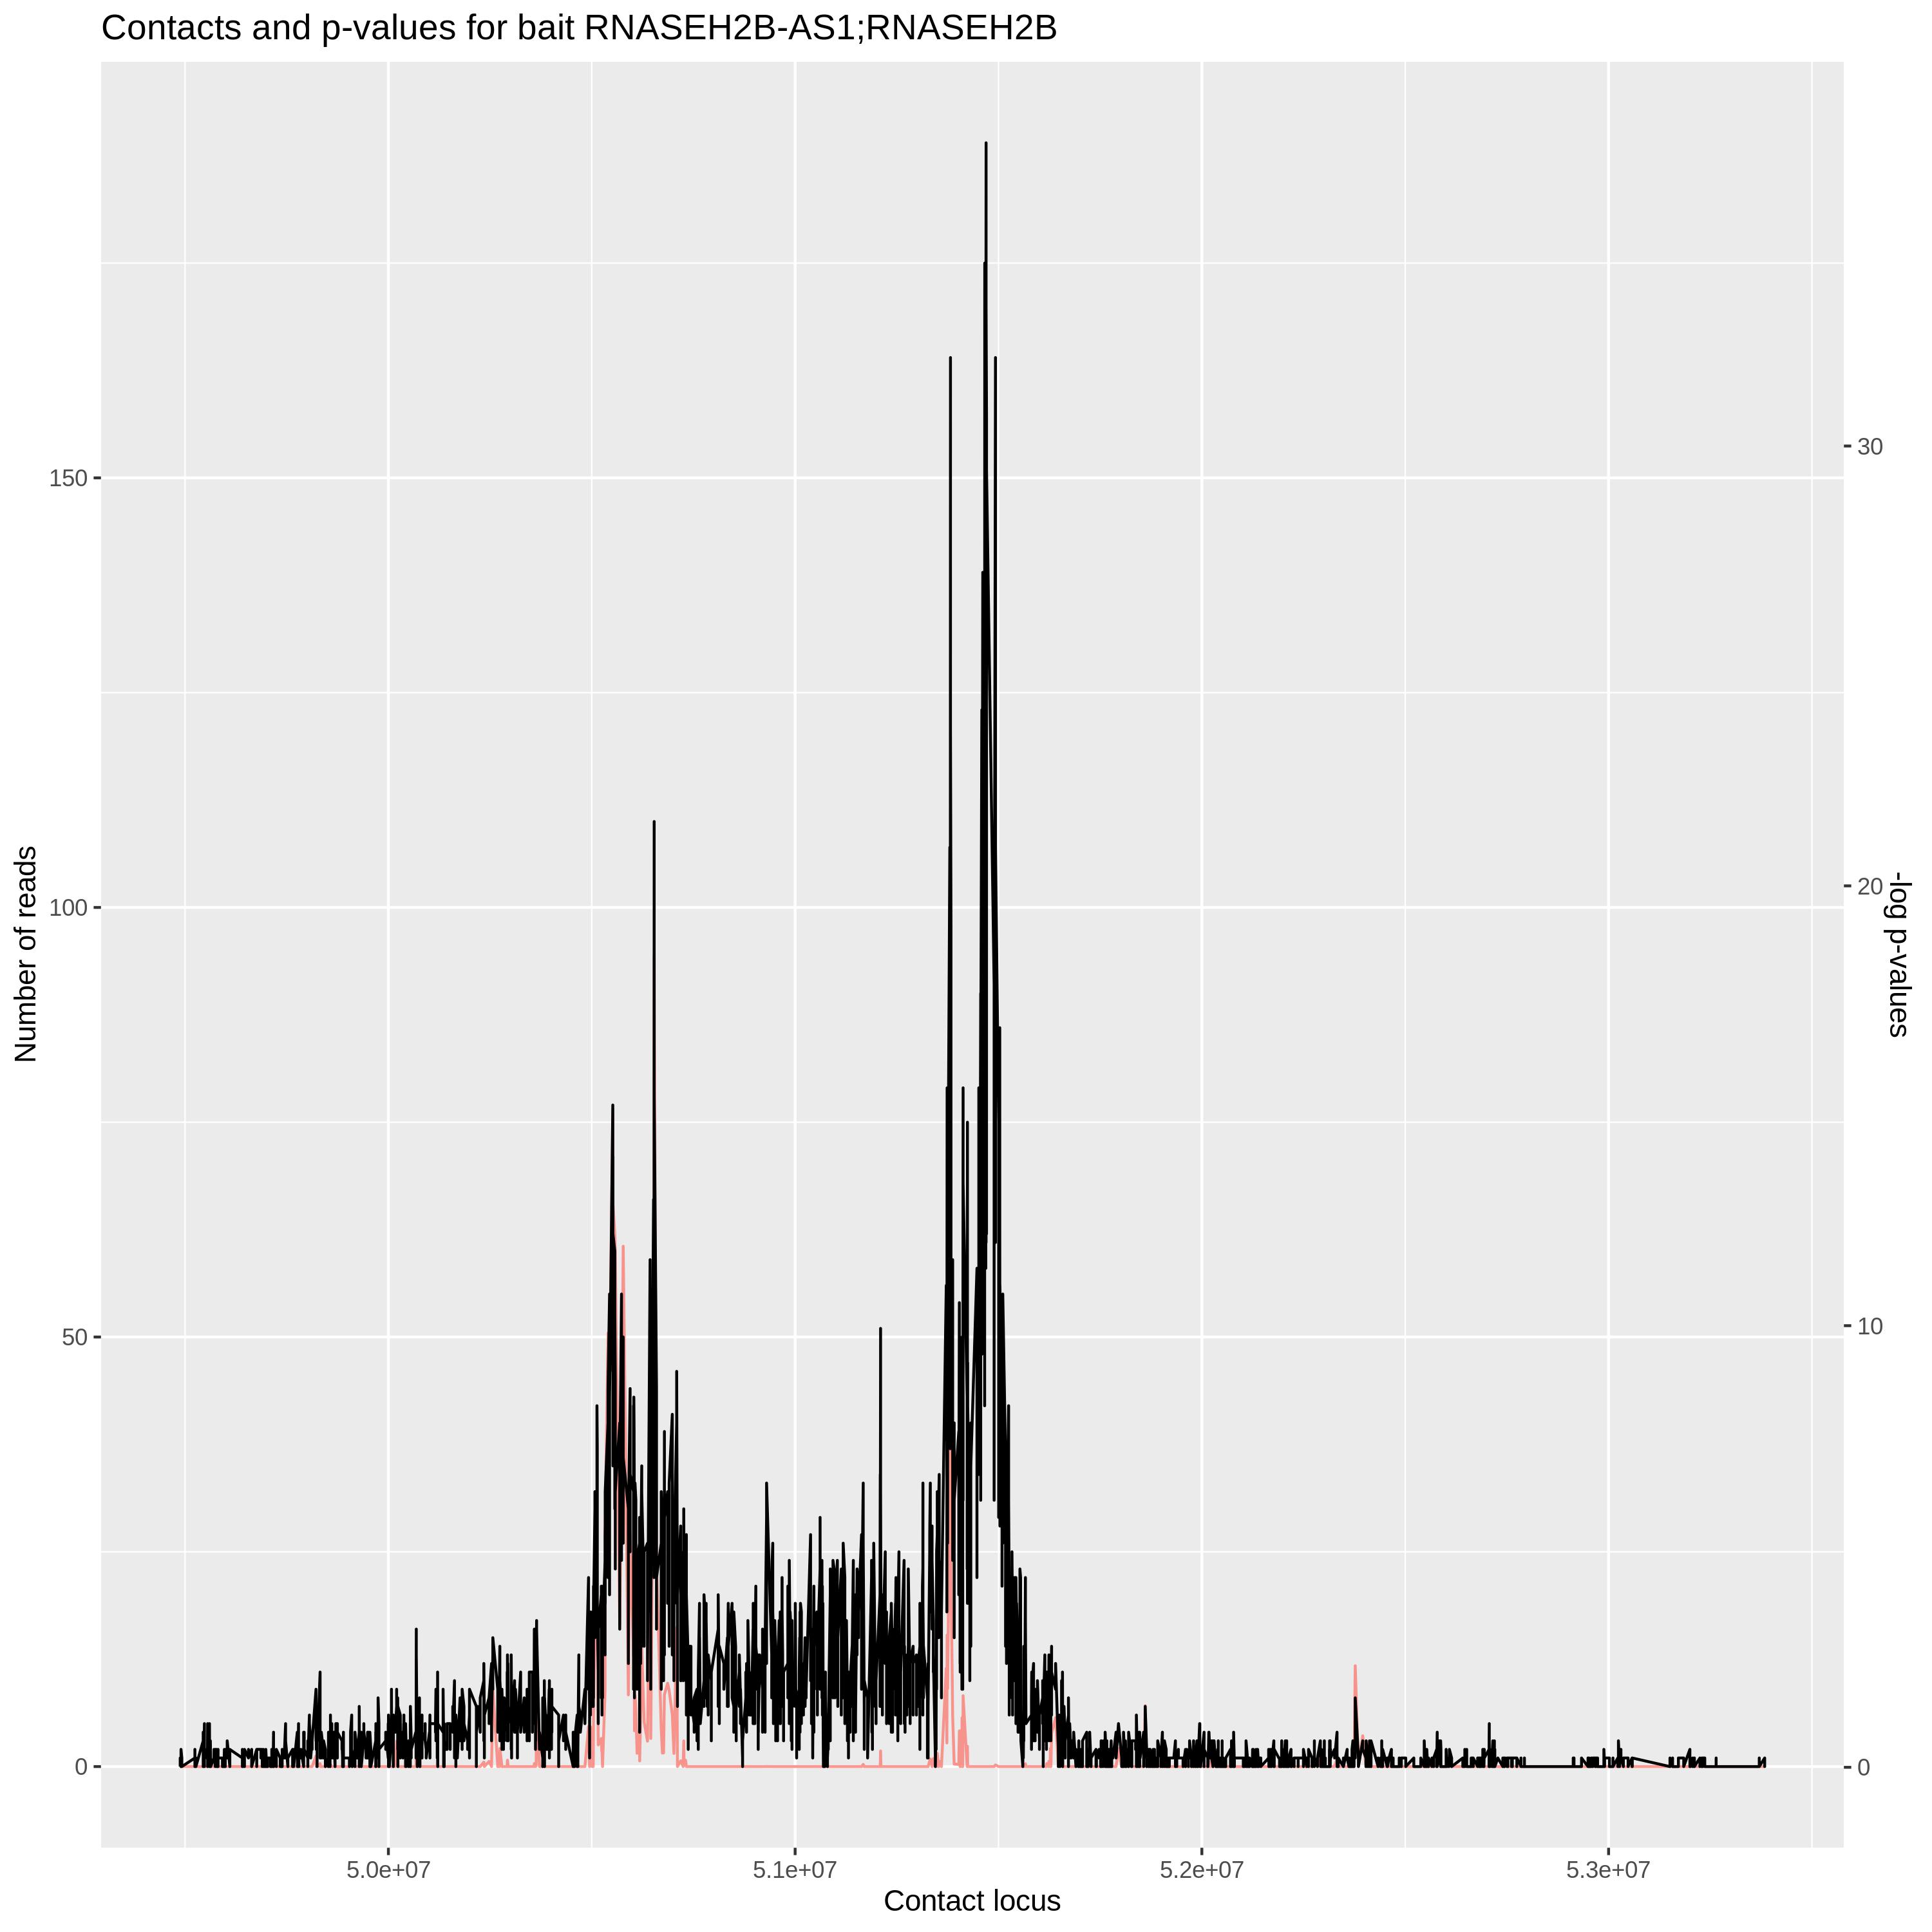 Contacts and p-values for bait RNASEH2B-AS1;RNASEH2B
150
100
50
0
Number of reads
30
20
10
0
-log p-values
5.0e+07
5.1e+07
5.2e+07
5.3e+07
Contact locus